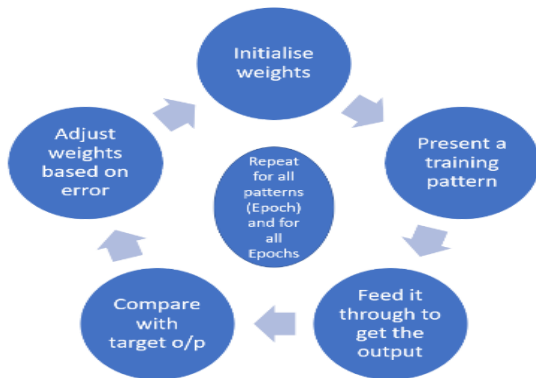 Initialise
weights
Present a
training
pattern
Feed it
through to
get the
output
Compare
with
target o/p
Adjust
weights
based on
error
Repeat
for all
patterns
(Epoch)
and for
all
Epochs